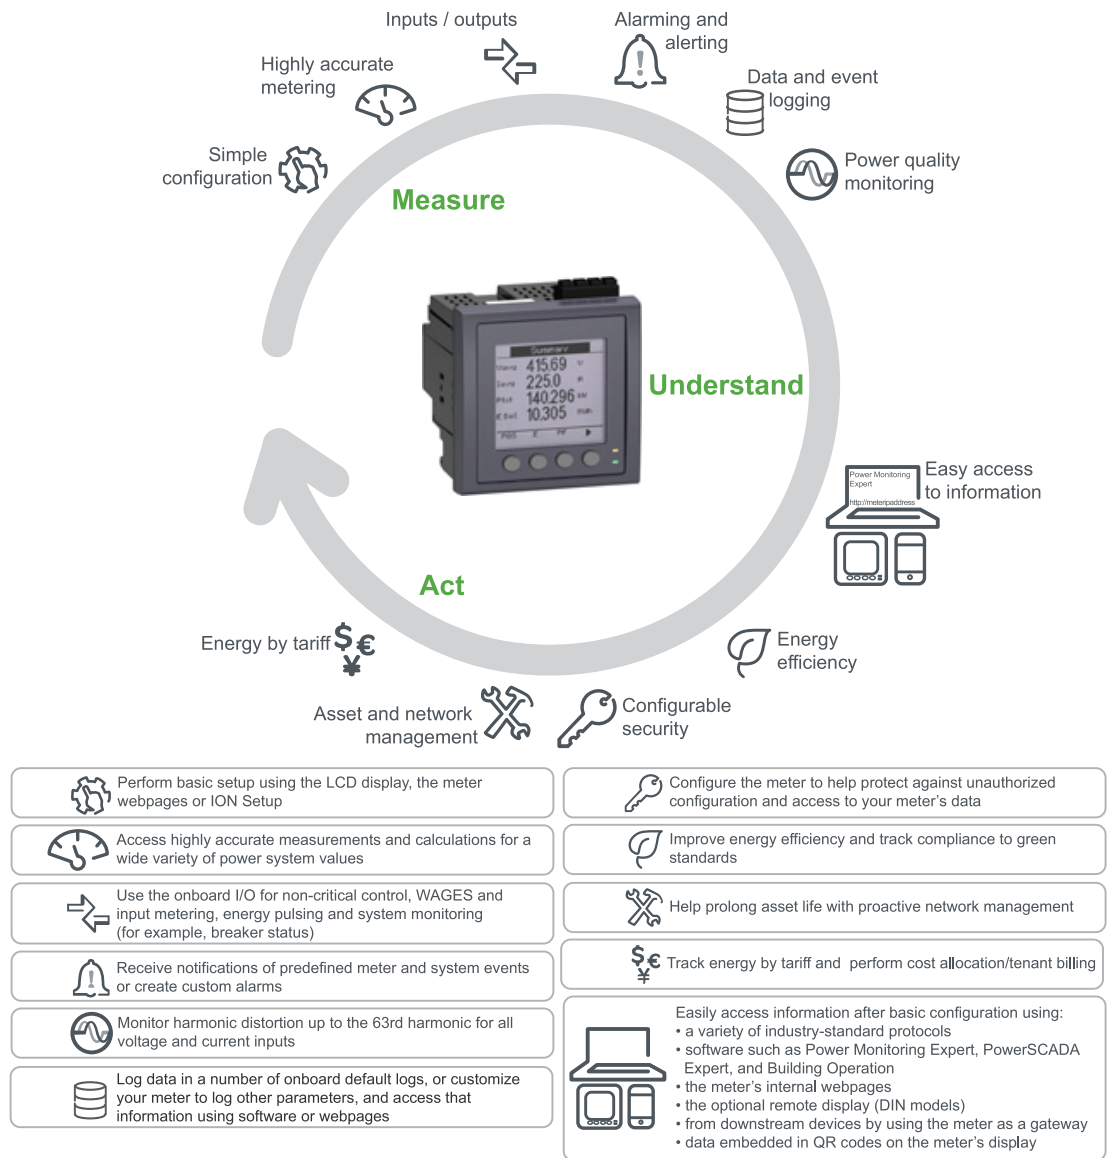 Inputs / outputs
Alarming and
alerting
Highly accurate
metering
Data and event
logging
Simple
configuration
Power quality
monitoring
Measure
Summary
Vavg 415.69 V
Iavg 225.0 A
Ptot 140.296 kW
E Del 10.305 MWh
PMS E PF
Understand
Power Monitoring
Expert
http://meteripaddress
Easy access
to information
Act
Energy by tariff
$ € ¥
Energy
efficiency
Asset and network
management
Configurable
security
Perform basic setup using the LCD display, the meter
webpages or ION Setup
Access highly accurate measurements and calculations for a
wide variety of power system values
Use the onboard I/O for non-critical control, WAGES and
input metering, energy pulsing and system monitoring
(for example, breaker status)
Receive notifications of predefined meter and system events
or create custom alarms
Monitor harmonic distortion up to the 63rd harmonic for all
voltage and current inputs
Log data in a number of onboard default logs, or customize
your meter to log other parameters, and access that
information using software or webpages
Configure the meter to help protect against unauthorized
configuration and access to your meter’s data
Improve energy efficiency and track compliance to green
standards
Help prolong asset life with proactive network management
$ € ¥
Track energy by tariff and  perform cost allocation/tenant billing
Easily access information after basic configuration using:
• a variety of industry-standard protocols
• software such as Power Monitoring Expert, PowerSCADA
Expert, and Building Operation
• the meter’s internal webpages
• the optional remote display (DIN models)
• from downstream devices by using the meter as a gateway
• data embedded in QR codes on the meter’s display